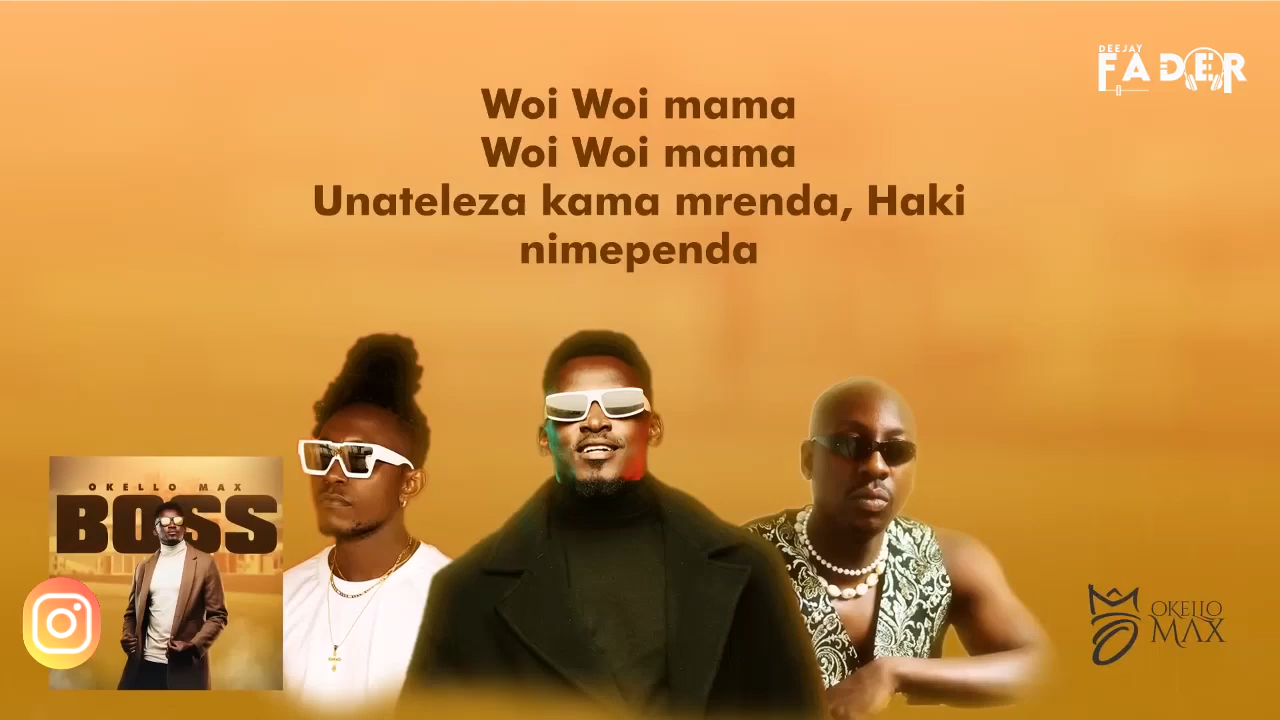 DEEJAY
FADER
Woi Woi mama
Woi Woi mama
Unateleza kama mrenda, Haki
nimependa
OKELLO MAX
BOSS
OKELLO
MAX